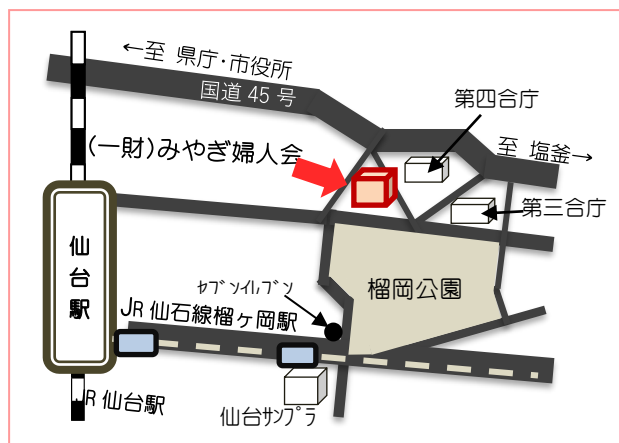 ←至 県庁・市役所
国道 45 号
第四合庁
至 塩釜→
(一財)みやぎ婦人会
第三合庁
仙台駅
榴岡公園
ｾﾌﾞﾝｲﾚﾌﾞﾝ
JR 仙石線榴ヶ岡駅
JR 仙台駅
仙台ｻﾝﾌﾟﾗ